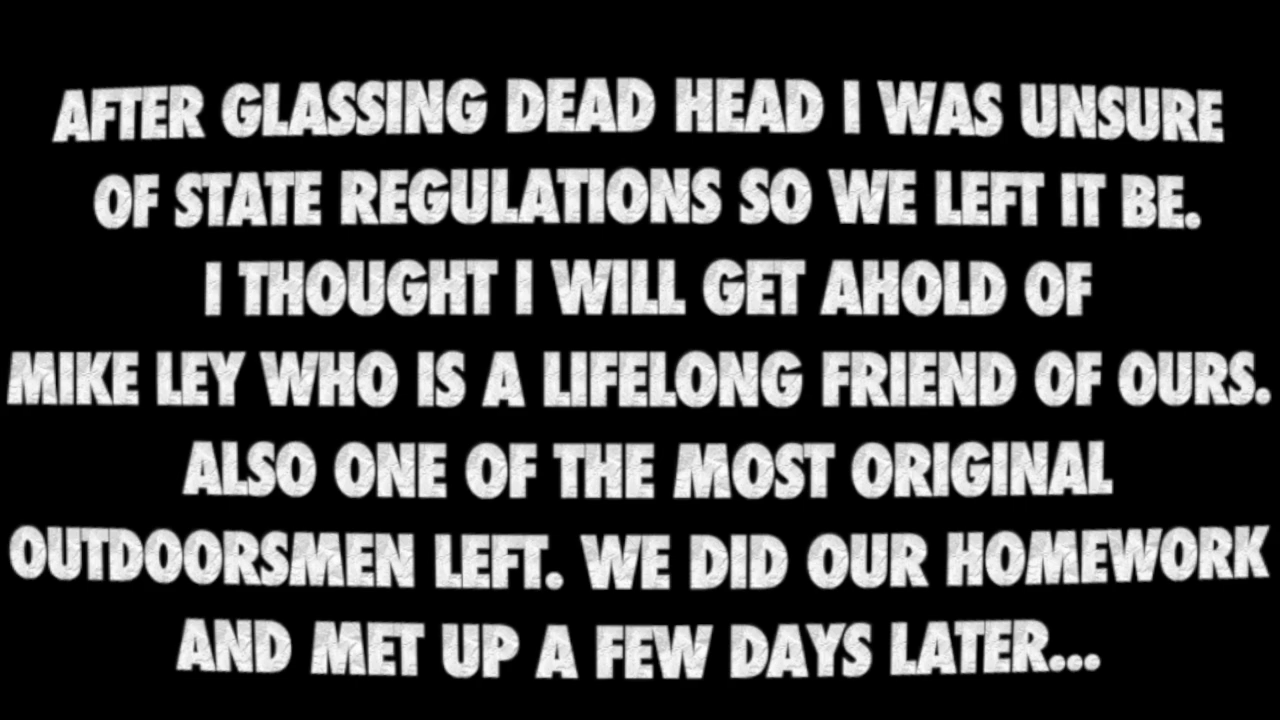 AFTER GLASSING DEAD HEAD I WAS UNSURE
OF STATE REGULATIONS SO WE LEFT IT BE.
I THOUGHT I WILL GET AHOLD OF
MIKE LEY WHO IS A LIFELONG FRIEND OF OURS.
ALSO ONE OF THE MOST ORIGINAL
OUTDOORSMEN LEFT. WE DID OUR HOMEWORK
AND MET UP A FEW DAYS LATER...